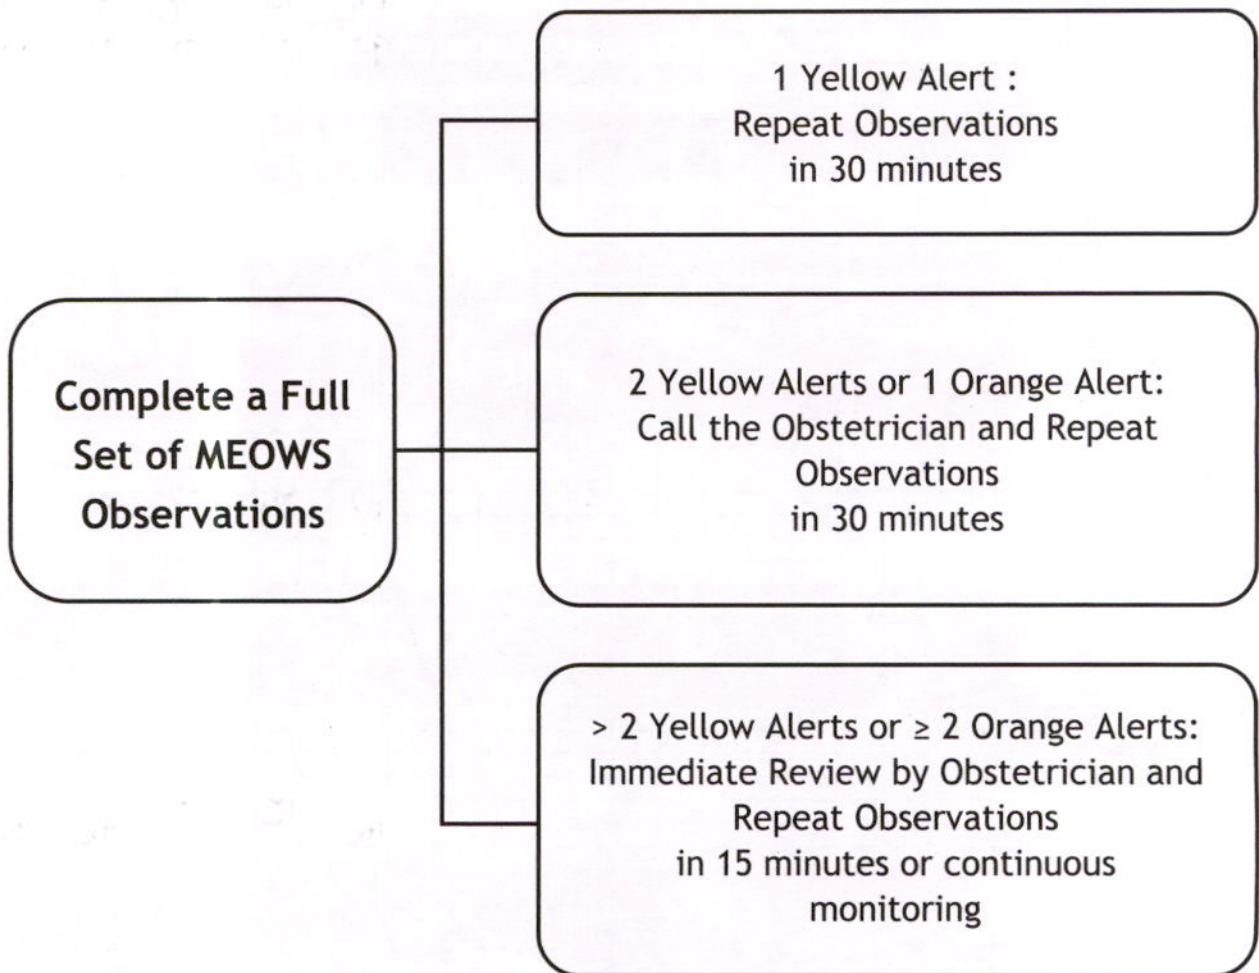 Complete a Full
Set of MEOWS
Observations
1 Yellow Alert :
Repeat Observations
in 30 minutes
2 Yellow Alerts or 1 Orange Alert:
Call the Obstetrician and Repeat
Observations
in 30 minutes
> 2 Yellow Alerts or ≥ 2 Orange Alerts:
Immediate Review by Obstetrician and
Repeat Observations
in 15 minutes or continuous
monitoring